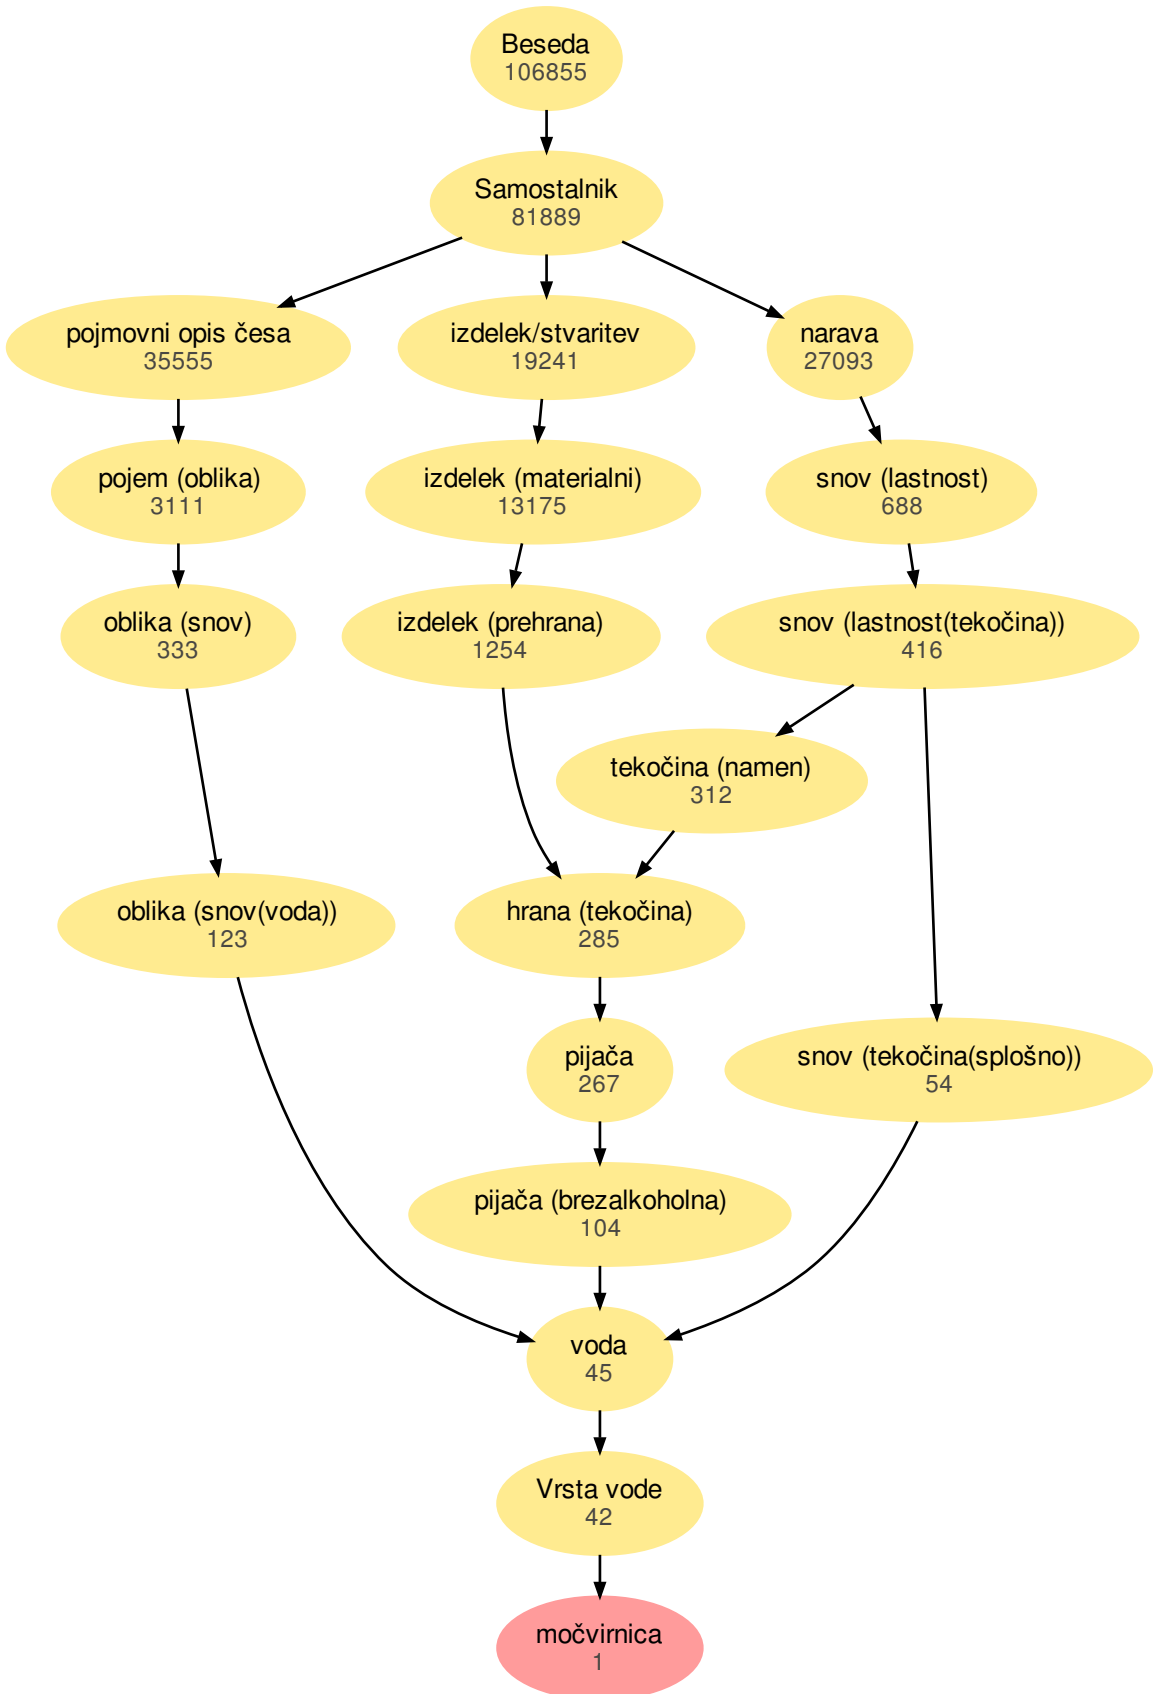 Beseda
106855
Samostalnik
81889
pojmovni opis česa
35555
izdelek/stvaritev
19241
narava
27093
pojem (oblika)
3111
izdelek (materialni)
13175
snov (lastnost)
688
oblika (snov)
333
izdelek (prehrana)
1254
snov (lastnost(tekočina))
416
tekočina (namen)
312
oblika (snov(voda))
123
hrana (tekočina)
285
pijača
267
snov (tekočina(splošno))
54
pijača (brezalkoholna)
104
voda
45
Vrsta vode
42
močvirnica
1